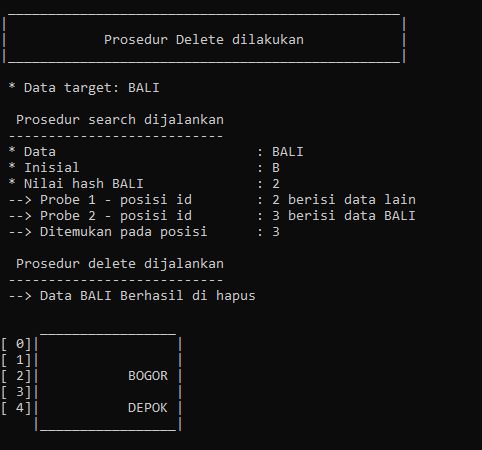 Prosedur Delete dilakukan
* Data target: BALI
Prosedur search dijalankan
---------------------------
* Data : BALI
* Inisial : B
* Nilai hash BALI : 2
--> Probe 1 - posisi id : 2 berisi data lain
--> Probe 2 - posisi id : 3 berisi data BALI
--> Ditemukan pada posisi : 3
Prosedur delete dijalankan
---------------------------
--> Data BALI Berhasil di hapus
[ 0]| |
[ 1]| |
[ 2]| BOGOR |
[ 3]| |
[ 4]| DEPOK |